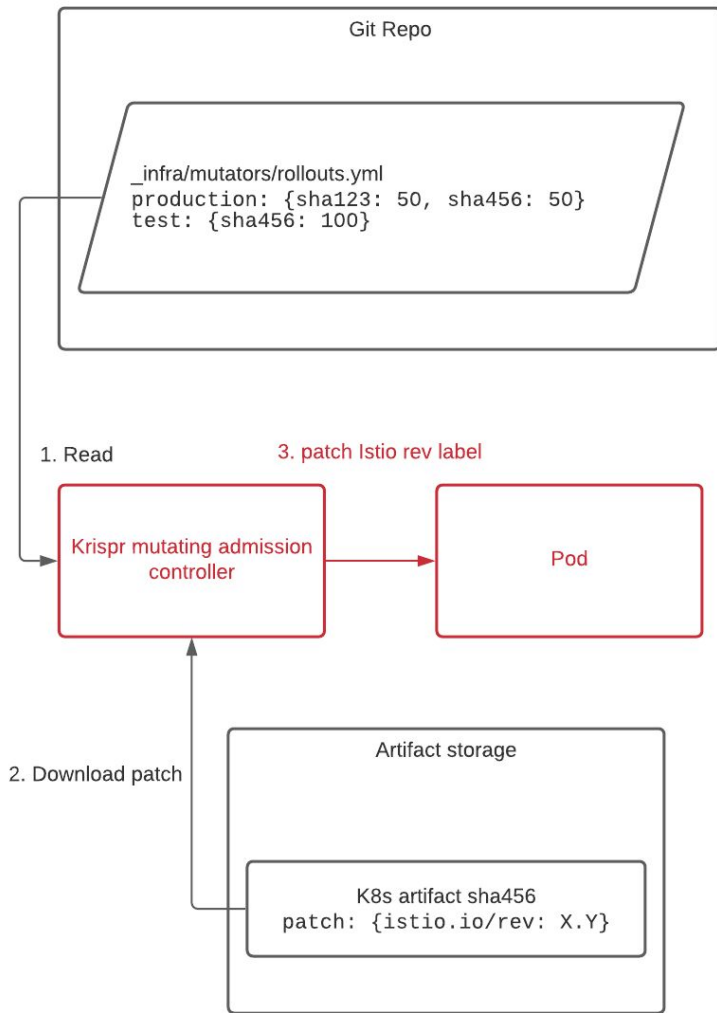 Git Repo
_infra/mutators/rollouts.yml
production: {sha123: 50, sha456: 50}
test: {sha456: 100}
1. Read
3. patch Istio rev label
Krispr mutating admission
controller
Pod
2. Download patch
Artifact storage
K8s artifact sha456
patch: {istio.io/rev: X.Y}